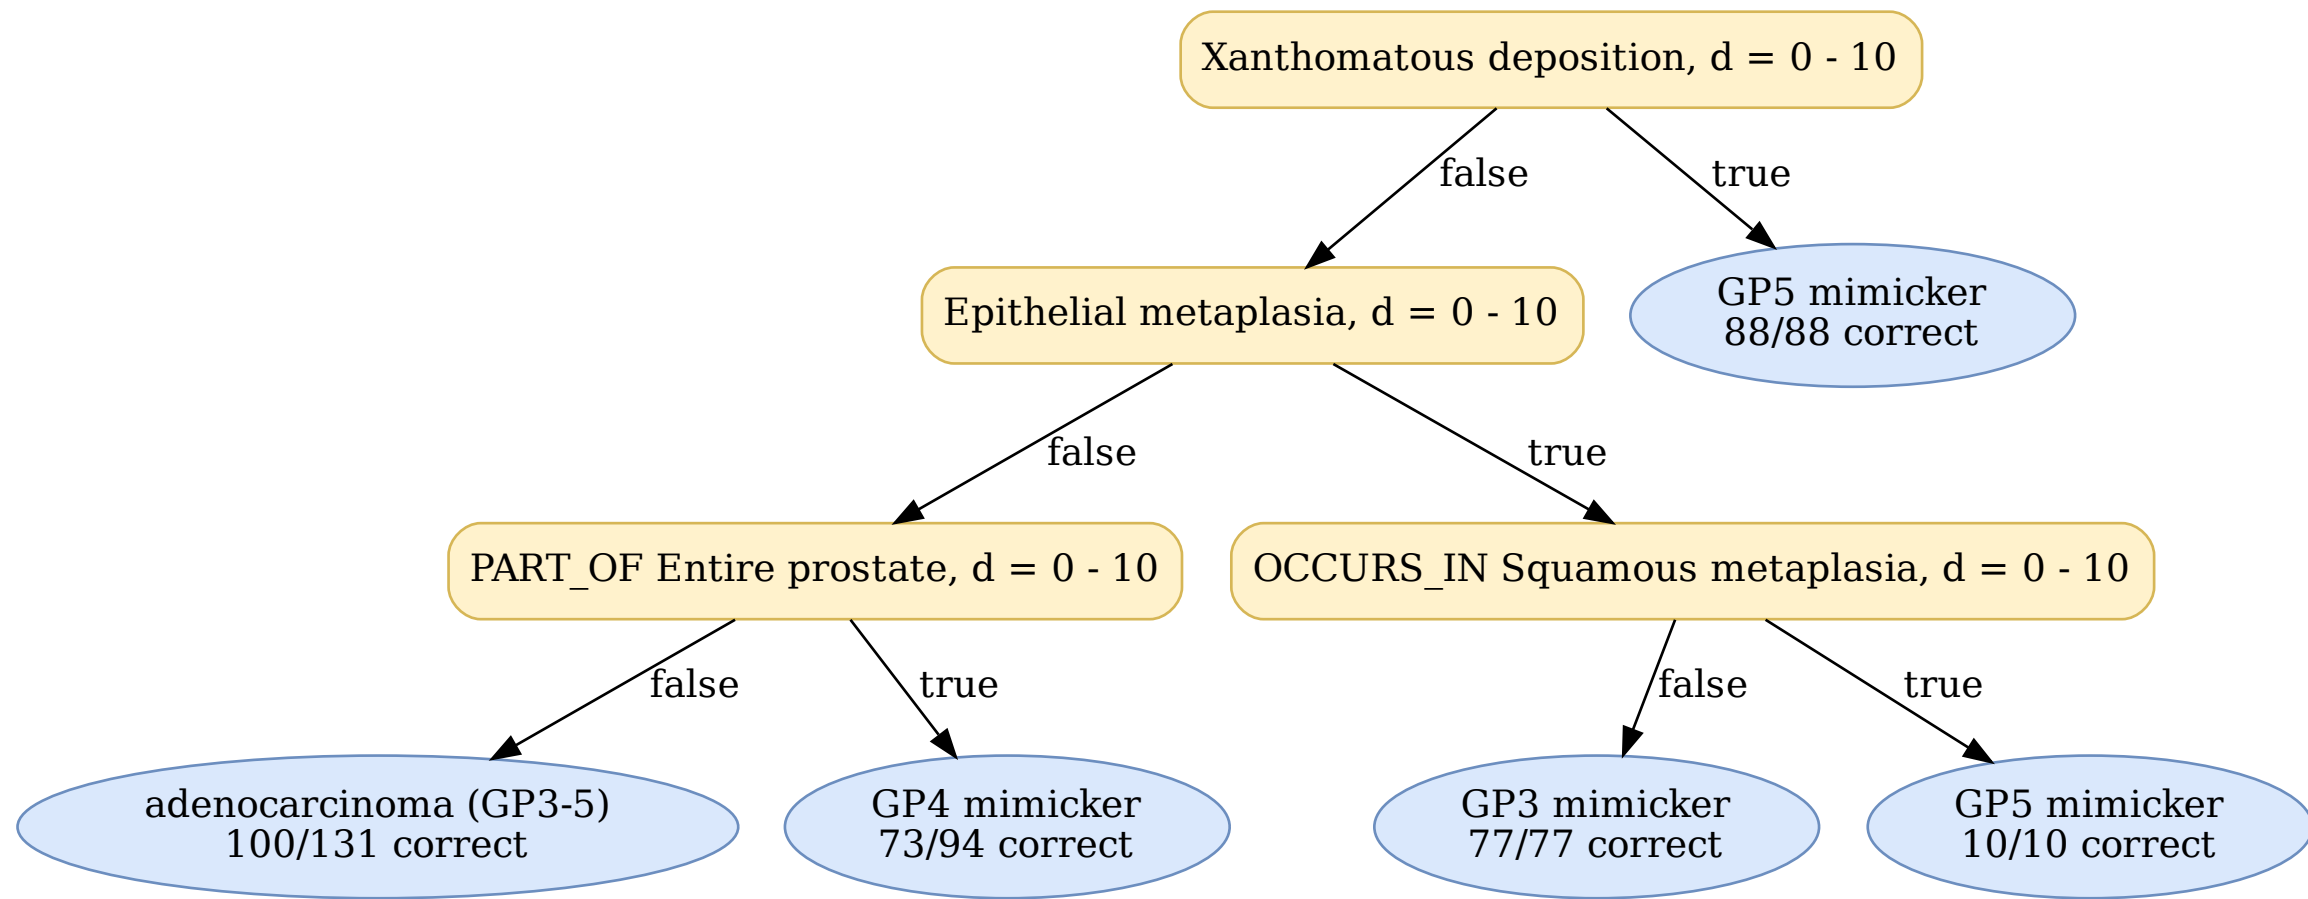 Xanthomatous deposition, d = 0 - 10
false
true
Epithelial metaplasia, d = 0 - 10
GP5 mimicker
88/88 correct
false
true
PART_OF Entire prostate, d = 0 - 10
OCCURS_IN Squamous metaplasia, d = 0 - 10
false
true
false
true
adenocarcinoma (GP3-5)
100/131 correct
GP4 mimicker
73/94 correct
GP3 mimicker
77/77 correct
GP5 mimicker
10/10 correct